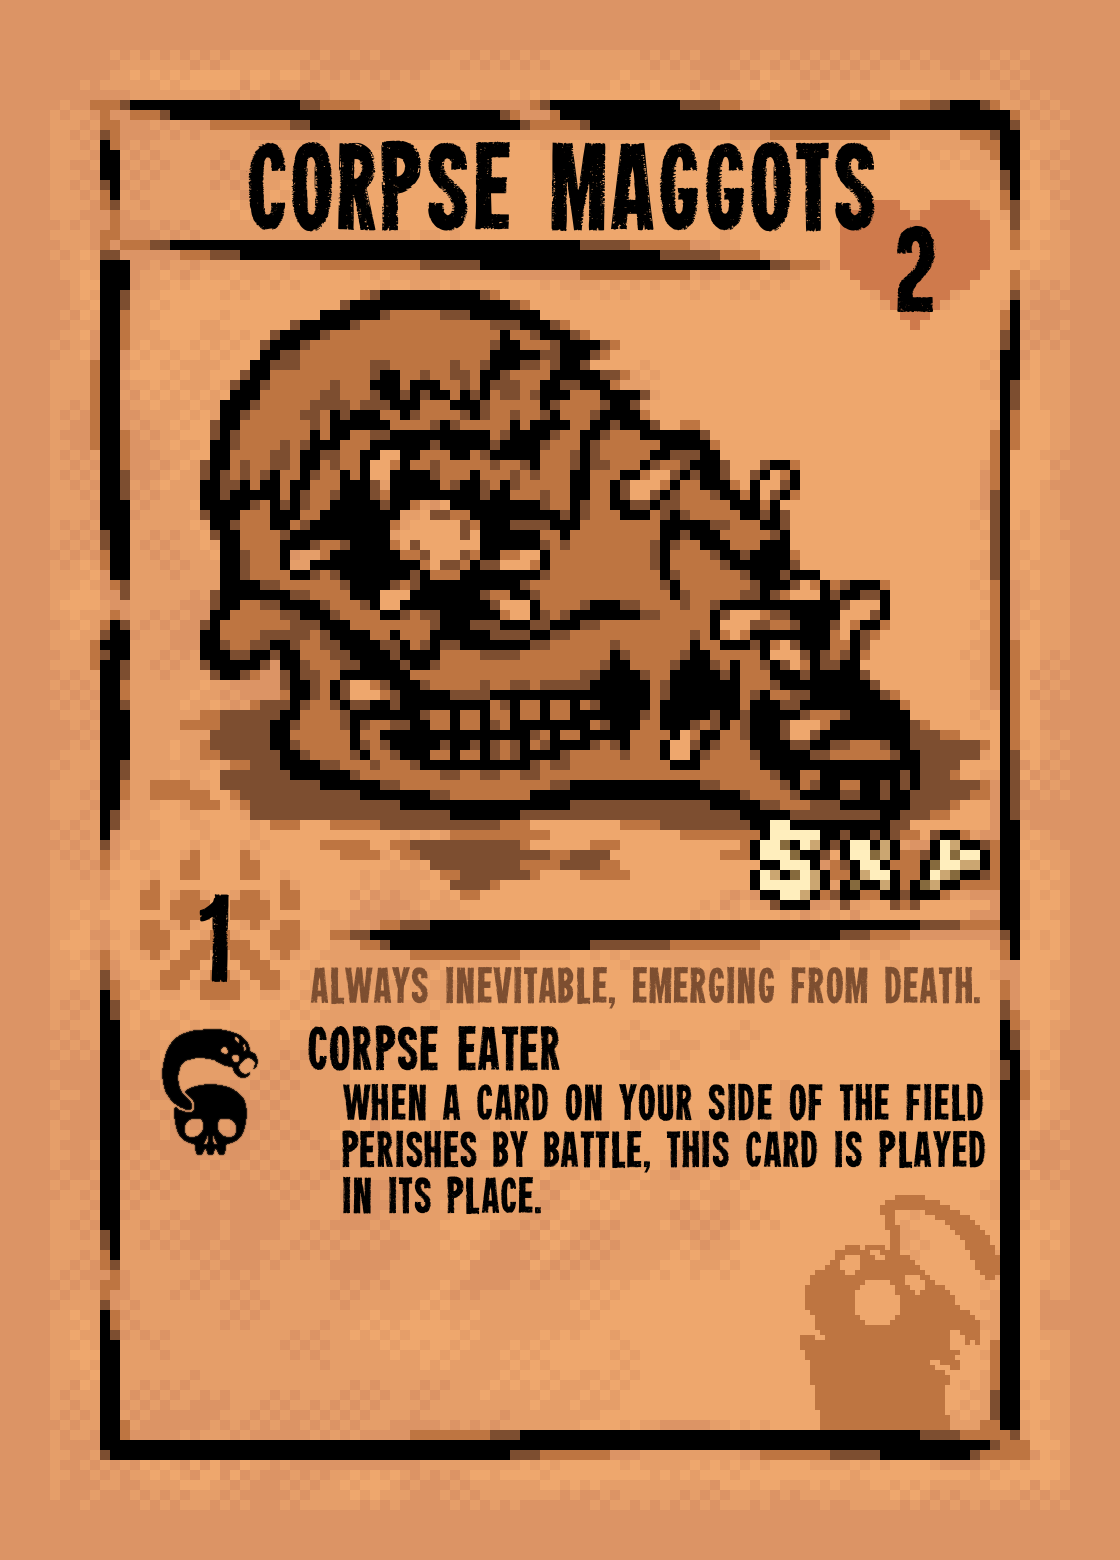 CORPSE MAGGOTS
2
1
ALWAYS INEVITABLE, EMERGING FROM DEATH.
CORPSE EATER
WHEN A CARD ON YOUR SIDE OF THE FIELD
PERISHES BY BATTLE, THIS CARD IS PLAYED
IN ITS PLACE.